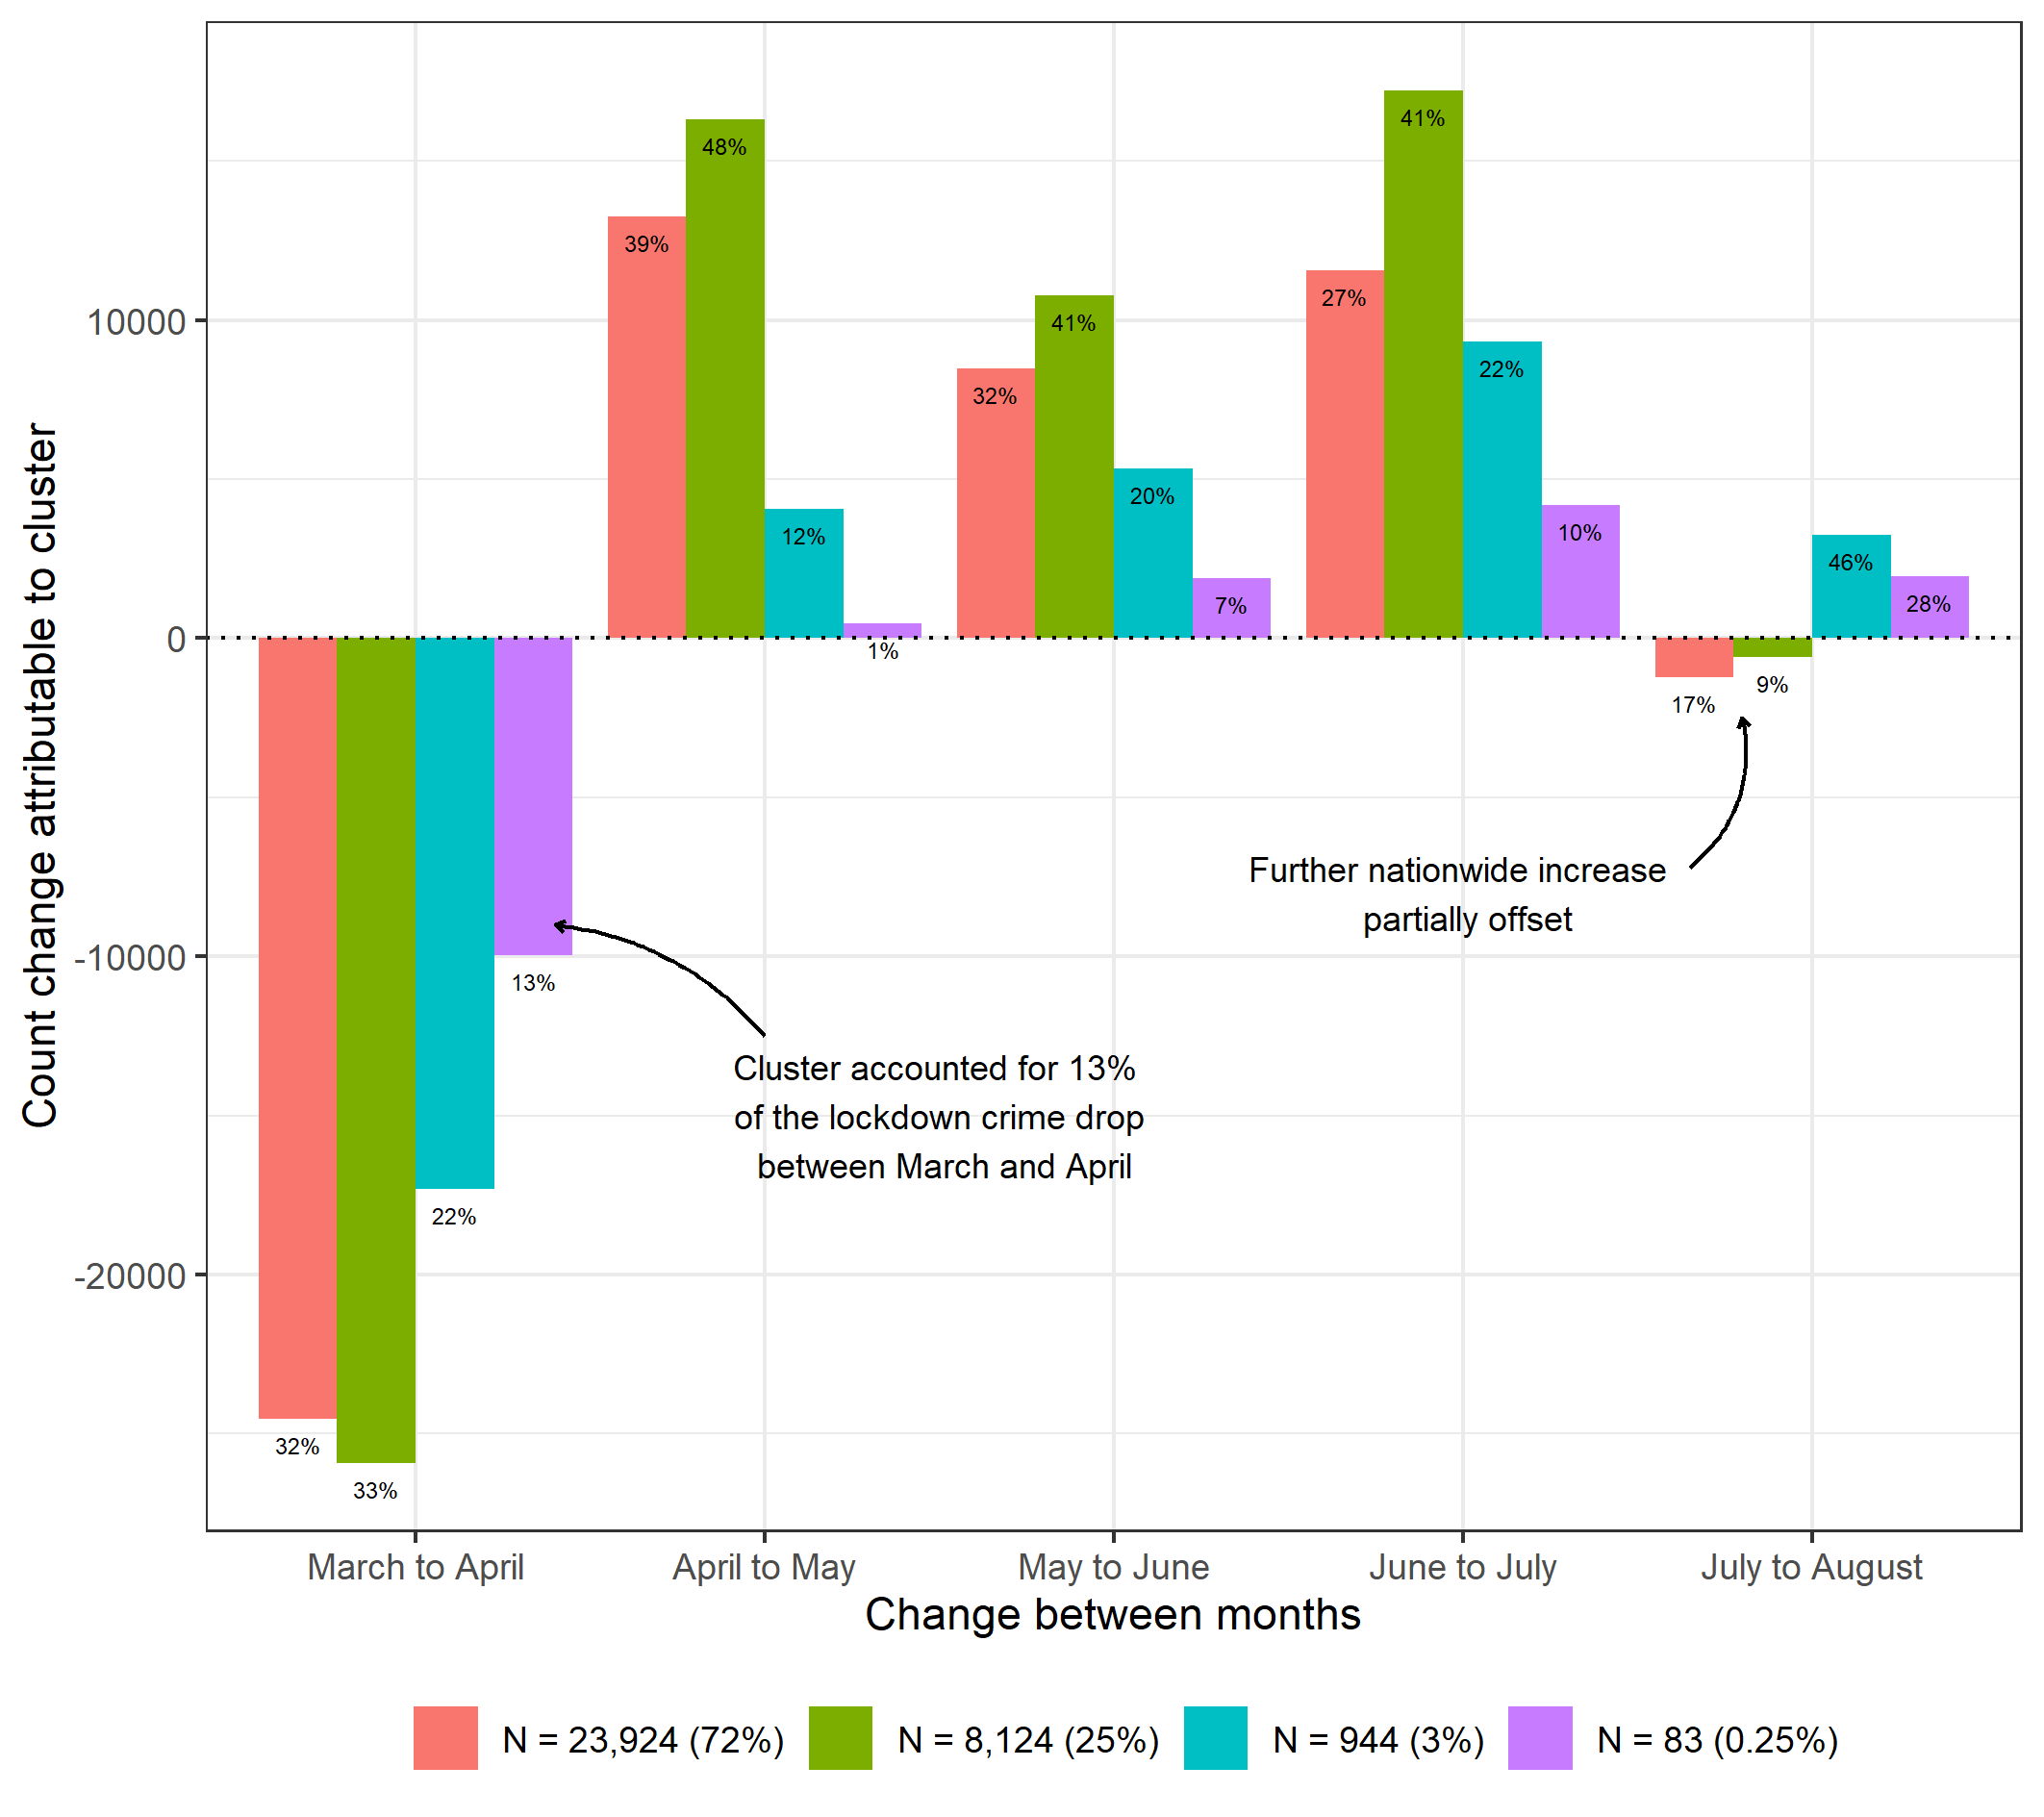 41%
48%
39%
27%
10000
41%
22%
32%
20%
10%
12%
46%
7%
28%
0
1%
9%
17%
Count change attributable to cluster
Further nationwide increase
partially offset
-10000
13%
Cluster accounted for 13%
of the lockdown crime drop
between March and April
22%
-20000
32%
33%
March to April
April to May
May to June
June to July
July to August
Change between months
N = 23,924 (72%)
N = 8,124 (25%)
N = 944 (3%)
N = 83 (0.25%)